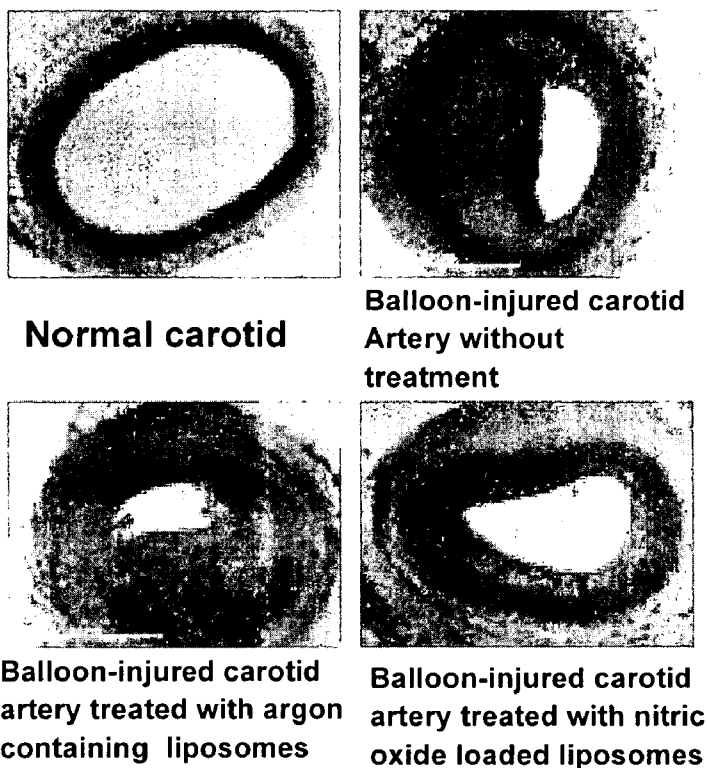 Normal carotid
Balloon-injured carotid
Artery without
treatment
Balloon-injured carotid
artery treated with argon
containing liposomes
Balloon-injured carotid
artery treated with nitric
oxide loaded liposomes